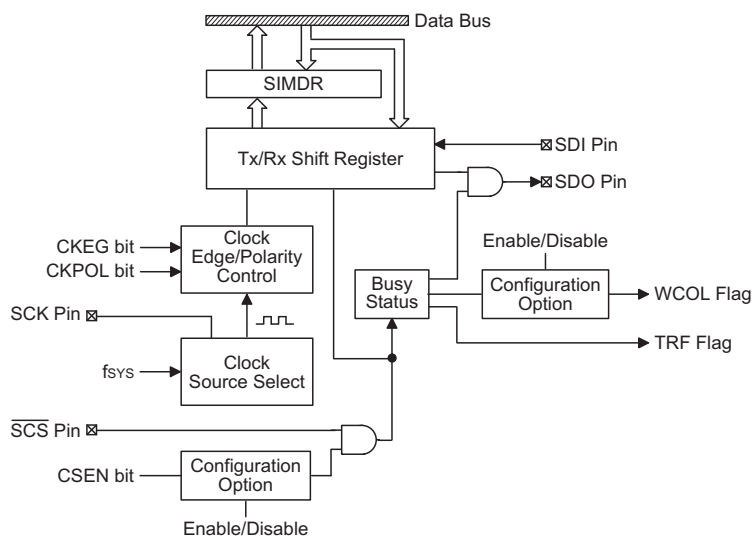 Data Bus
SIMDR
Tx/Rx Shift Register
SDI Pin
SDO Pin
CKEG bit
CKPOL bit
Clock
Edge/Polarity
Control
Enable/Disable
Busy
Status
Configuration
Option
WCOL Flag
SCK Pin
TRF Flag
fSYS
Clock
Source Select
SCS Pin
CSEN bit
Configuration
Option
Enable/Disable